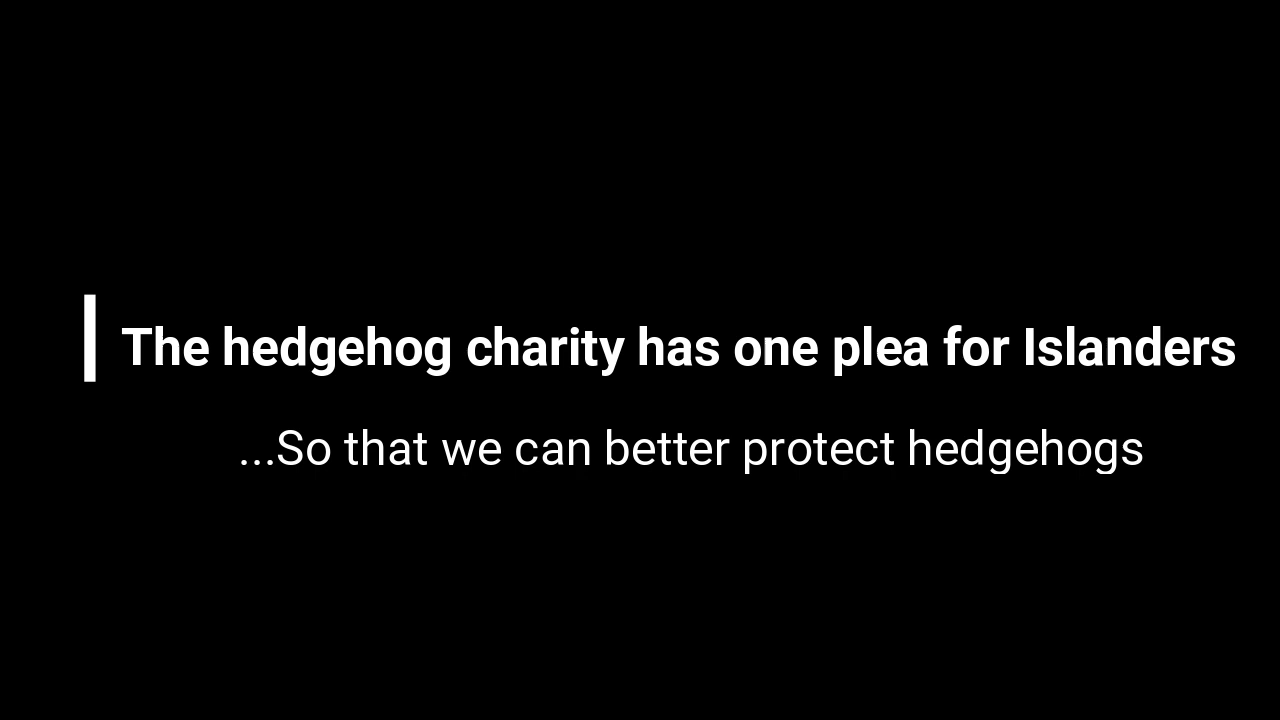 The hedgehog charity has one plea for Islanders
...So that we can better protect hedgehogs